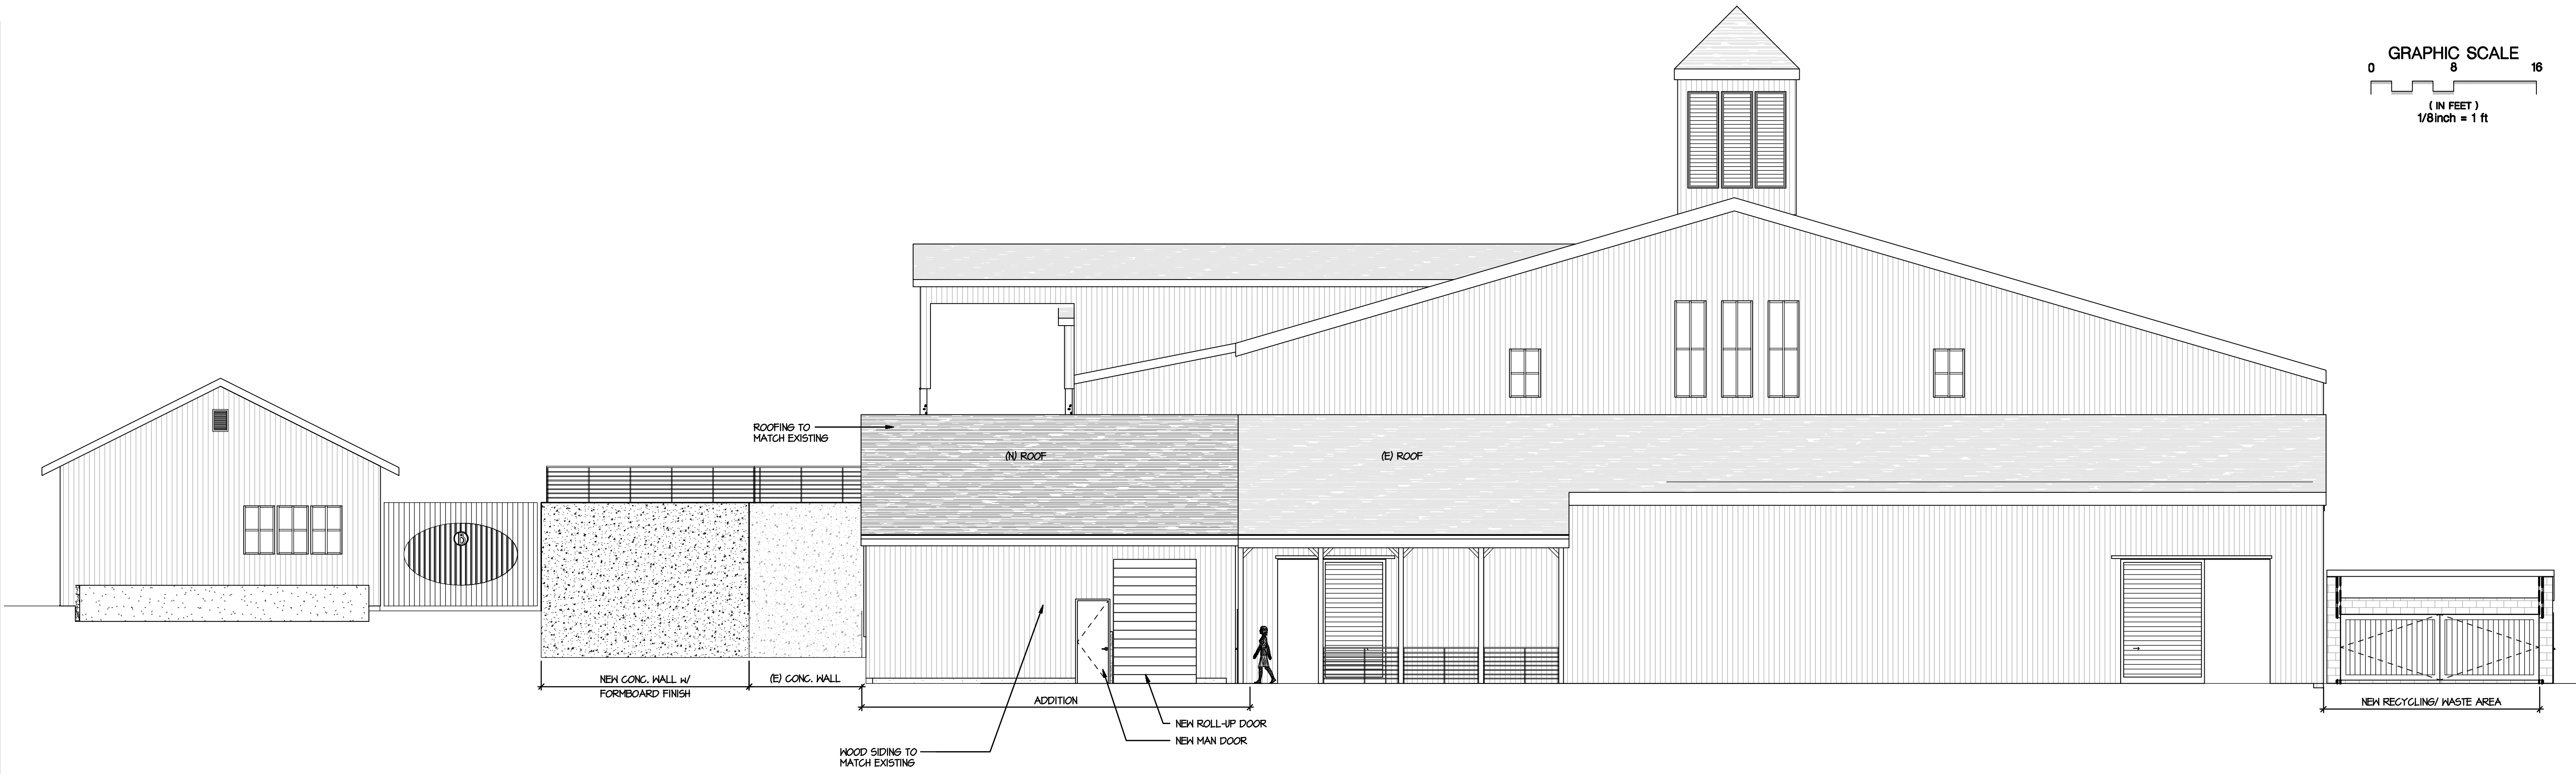 GRAPHIC SCALE
0 8 16
( IN FEET )
1/8inch = 1 ft
ROOFING TO
MATCH EXISTING
(N) ROOF
(E) ROOF
NEW CONC. WALL W/
FORMBOARD FINISH
(E) CONC. WALL
ADDITION
NEW ROLL-UP DOOR
NEW MAN DOOR
WOOD SIDING TO
MATCH EXISTING
NEW RECYCLING/ WASTE AREA